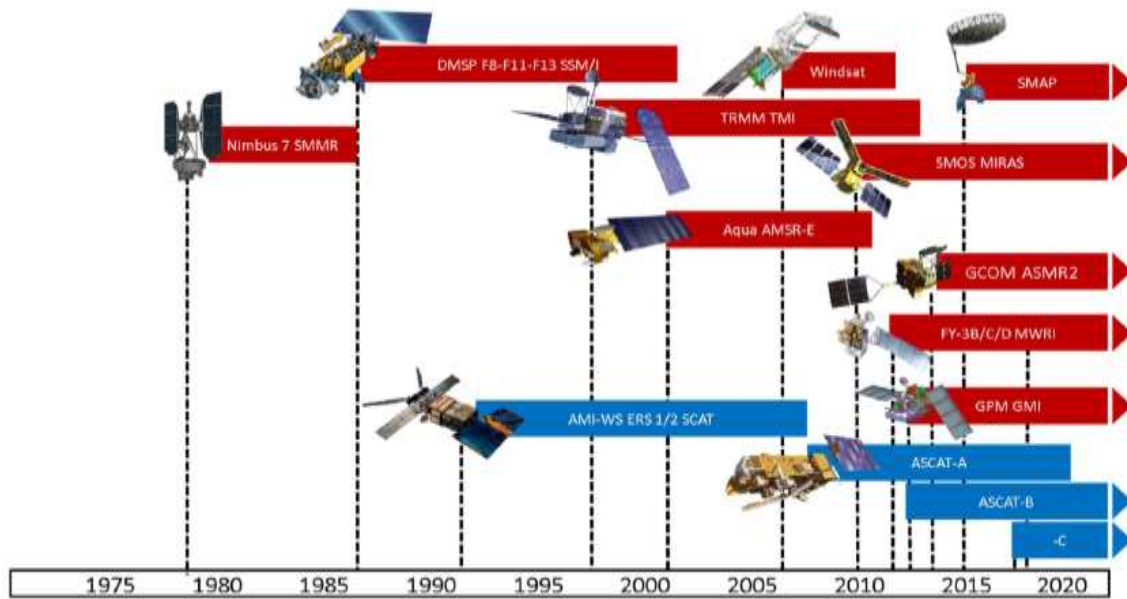 DMSP F8-F11-F13 SSM/I
Windsat
SMAP
TRMM TMI
Nimbus 7 SMMR
SMOS MIRAS
Aqua AMSR-E
GCOM ASMR2
FY-3B/C/D MWRI
GPM GMI
AMI-WS ERS 1/2 SCAT
ASCAT-A
ASCAT-B
-C
1975 1980 1985 1990 1995 2000 2005 2010 2015 2020